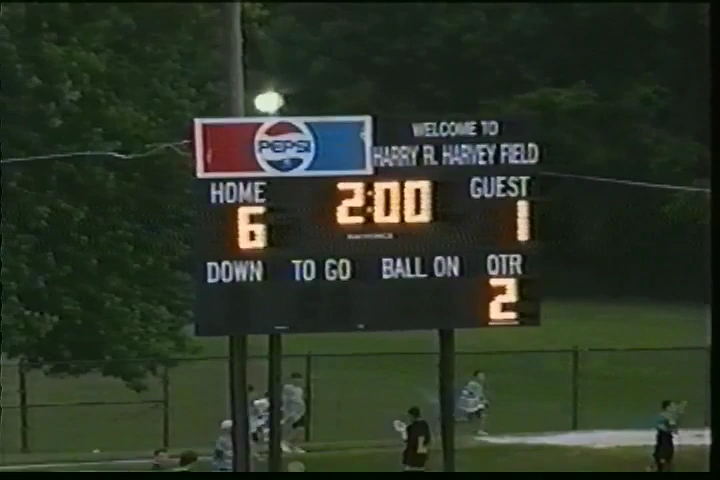 PEPSI
WELCOME TO
HARRY R. HARVEY FIELD
HOME 2:00 GUEST
6 1
DOWN TO GO BALL ON QTR
2